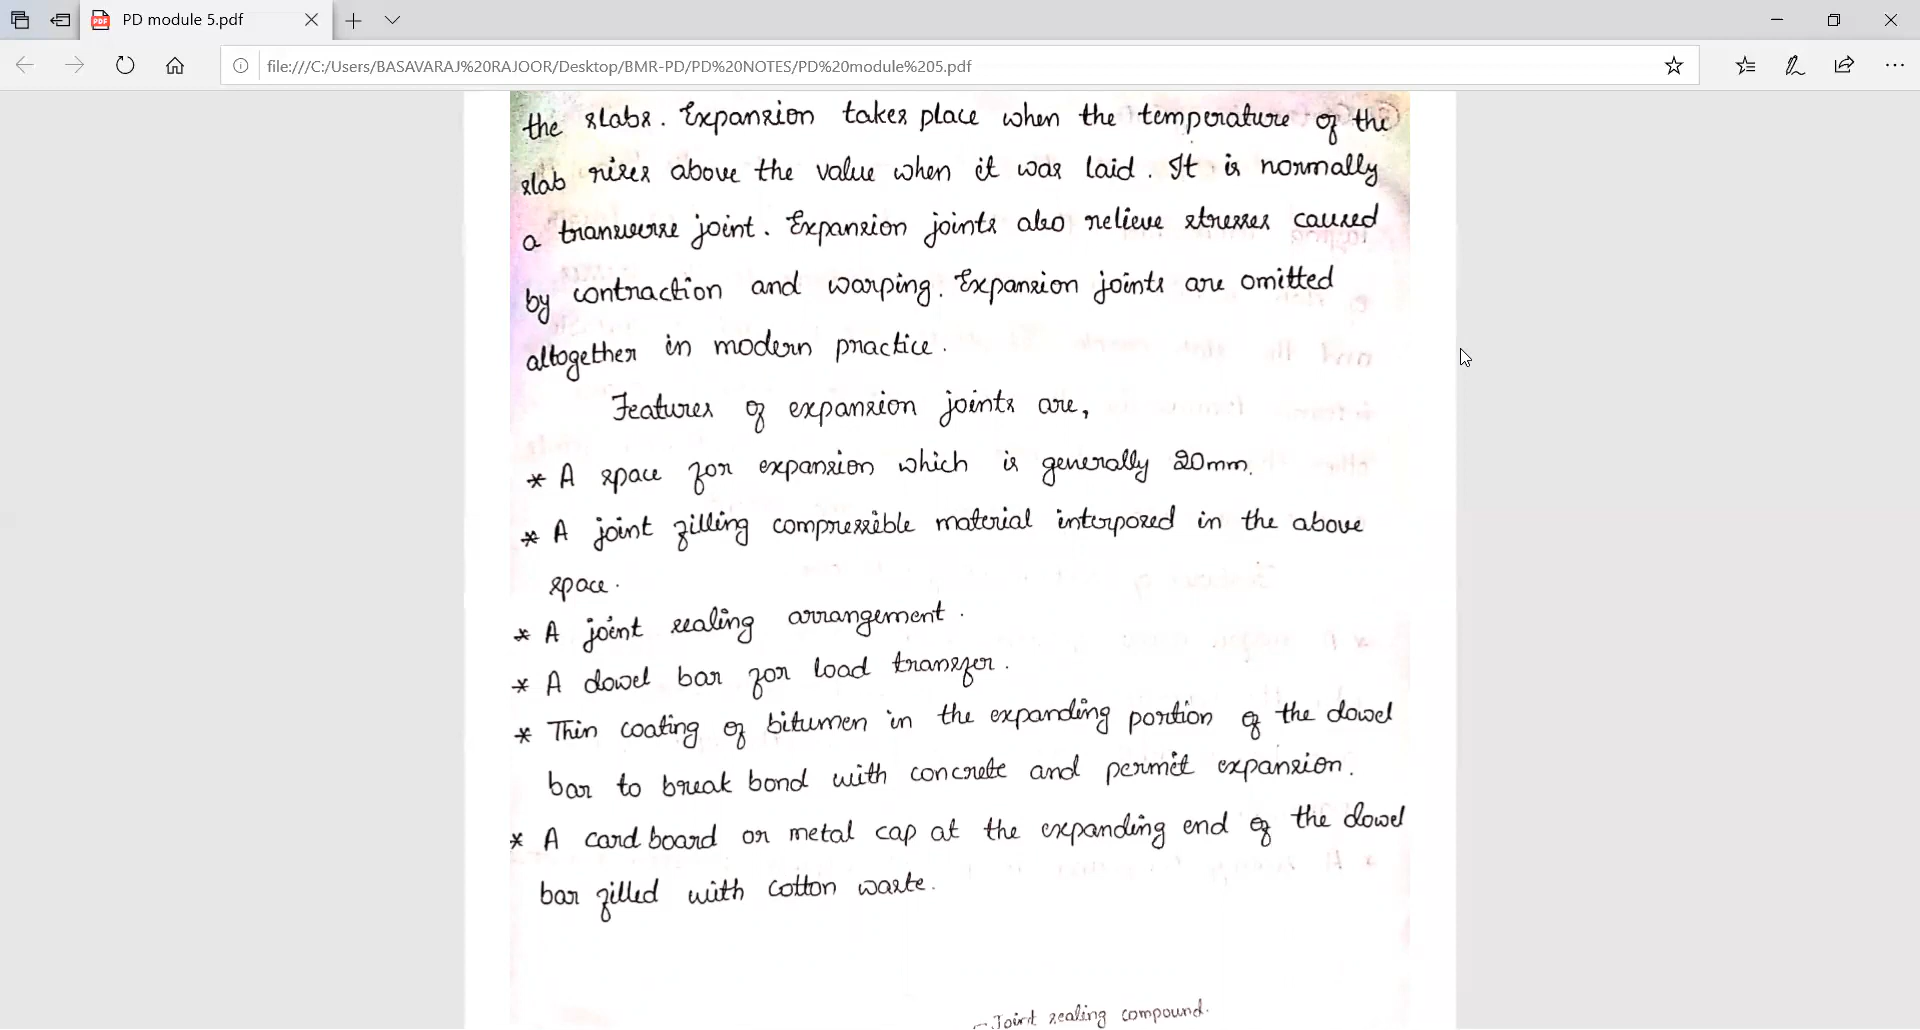 PD module 5.pdf
file:///C:/Users/BASAVARAJ%20RAJOOR/Desktop/BMR-PD/PD%20NOTES/PD%20module%205.pdf
the slabs. Expansion takes place when the temperature of the
slab rises above the value when it was laid. It is normally
a transverse joint. Expansion joints also relieve stresses caused
by contraction and warping. Expansion joints are omitted
altogether in modern practice.
Features of expansion joints are,
* A space for expansion which is generally 20mm.
* A joint filling compressible material interposed in the above
space.
* A joint sealing arrangement.
* A dowel bar for load transfer.
* Thin coating of bitumen in the expanding portion of the dowel
bar to break bond with concrete and permit expansion.
* A card board or metal cap at the expanding end of the dowel
bar filled with cotton waste.
Joint sealing compound.